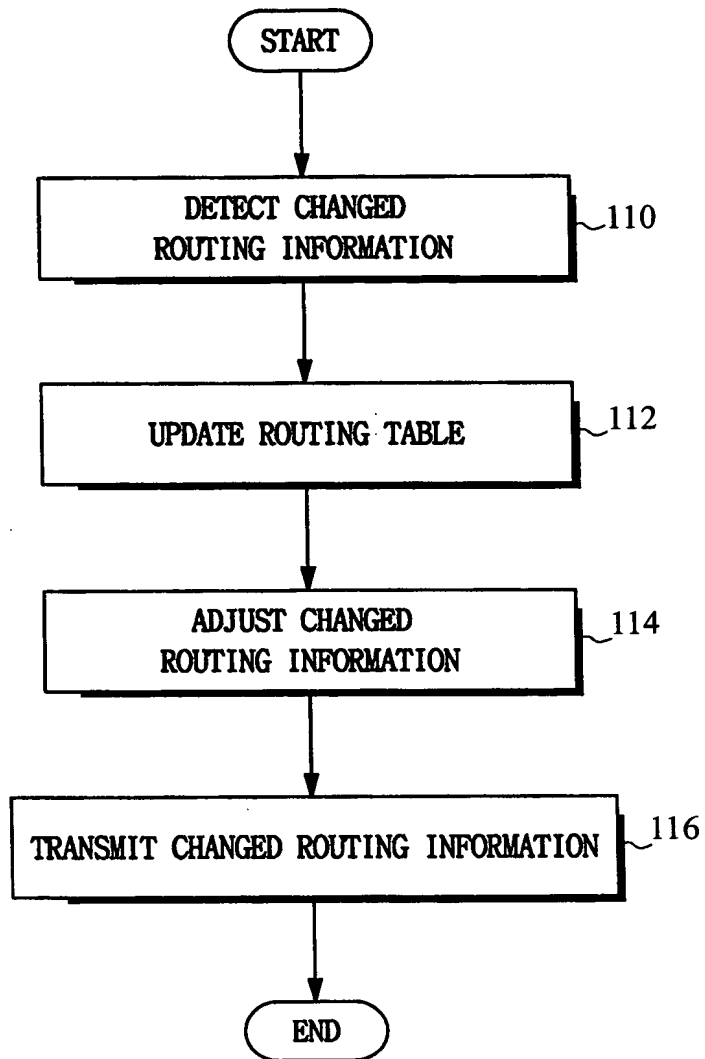 START
DETECT CHANGED
ROUTING INFORMATION
110
UPDATE ROUTING TABLE
112
ADJUST CHANGED
ROUTING INFORMATION
114
TRANSMIT CHANGED ROUTING INFORMATION
116
END